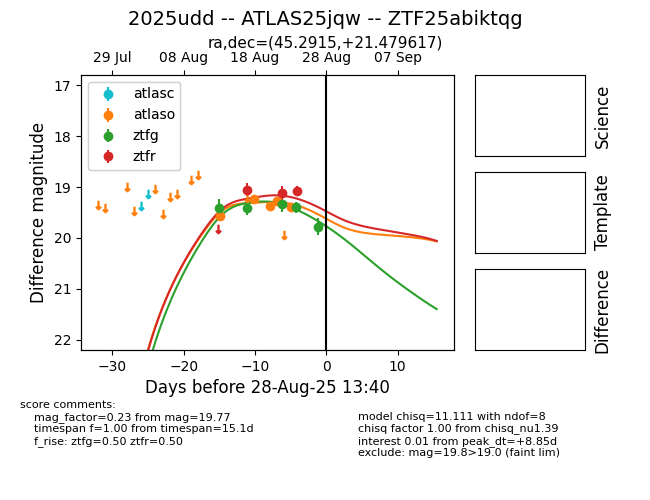 2025udd -- ATLAS25jqw -- ZTF25abiktqg
ra,dec=(45.2915,+21.479617)
29 Jul 08 Aug 18 Aug 28 Aug 07 Sep
17
18
19
20
21
22
Difference magnitude
atlasc
atlaso
ztfg
ztfr
−30 −20 −10 0 10
Days before 28-Aug-25 13:40
Science
Template
Difference
score comments:
mag_factor=0.23 from mag=19.77
timespan f=1.00 from timespan=15.1d
f_rise: ztfg=0.50 ztfr=0.50
model chisq=11.111 with ndof=8
chisq factor 1.00 from chisq_nu1.39
interest 0.01 from peak_dt=+8.85d
exclude: mag=19.8>19.0 (faint lim)